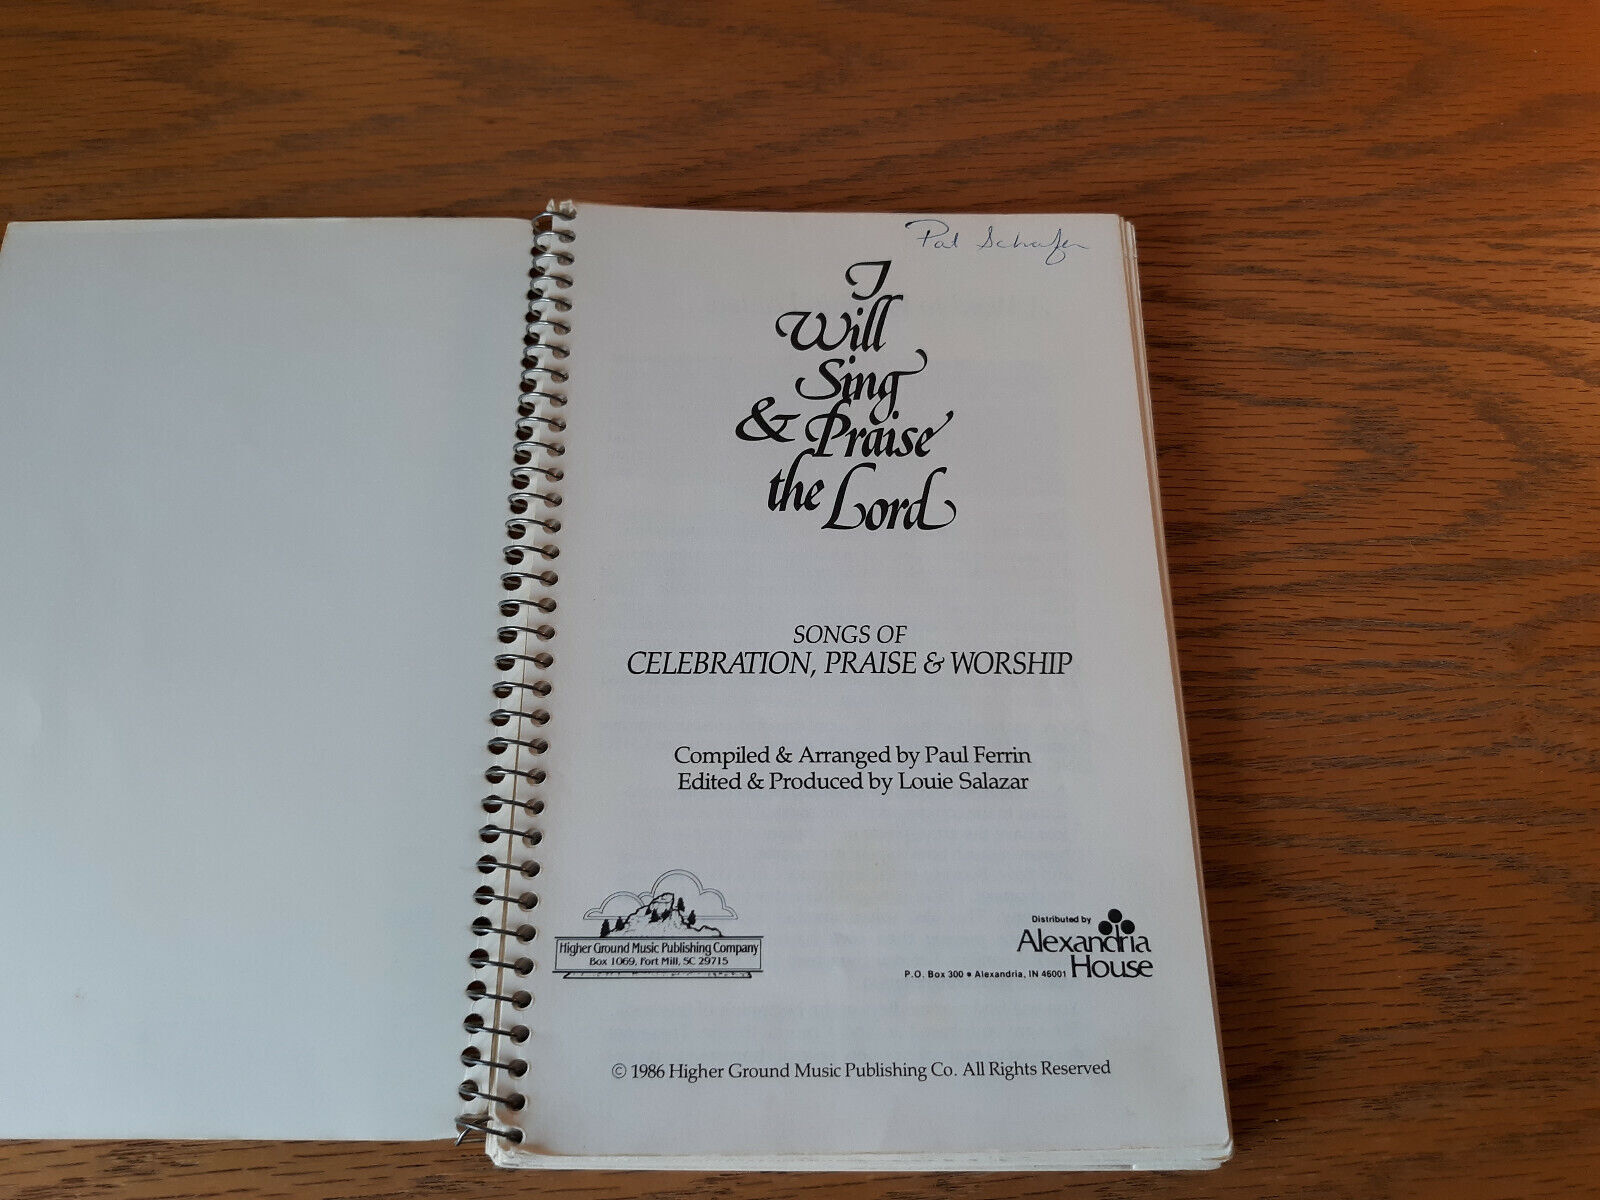 Pat Schafer
I
Will
Sing
& Praise
the Lord
SONGS OF
CELEBRATION, PRAISE & WORSHIP
Compiled & Arranged by Paul Ferrin
Edited & Produced by Louie Salazar
Higher Ground Music Publishing Company
Box 1069, Fort Mill, SC 29715
Distributed by
Alexandria
House
P.O. Box 300 • Alexandria, IN 46001
© 1986 Higher Ground Music Publishing Co. All Rights Reserved